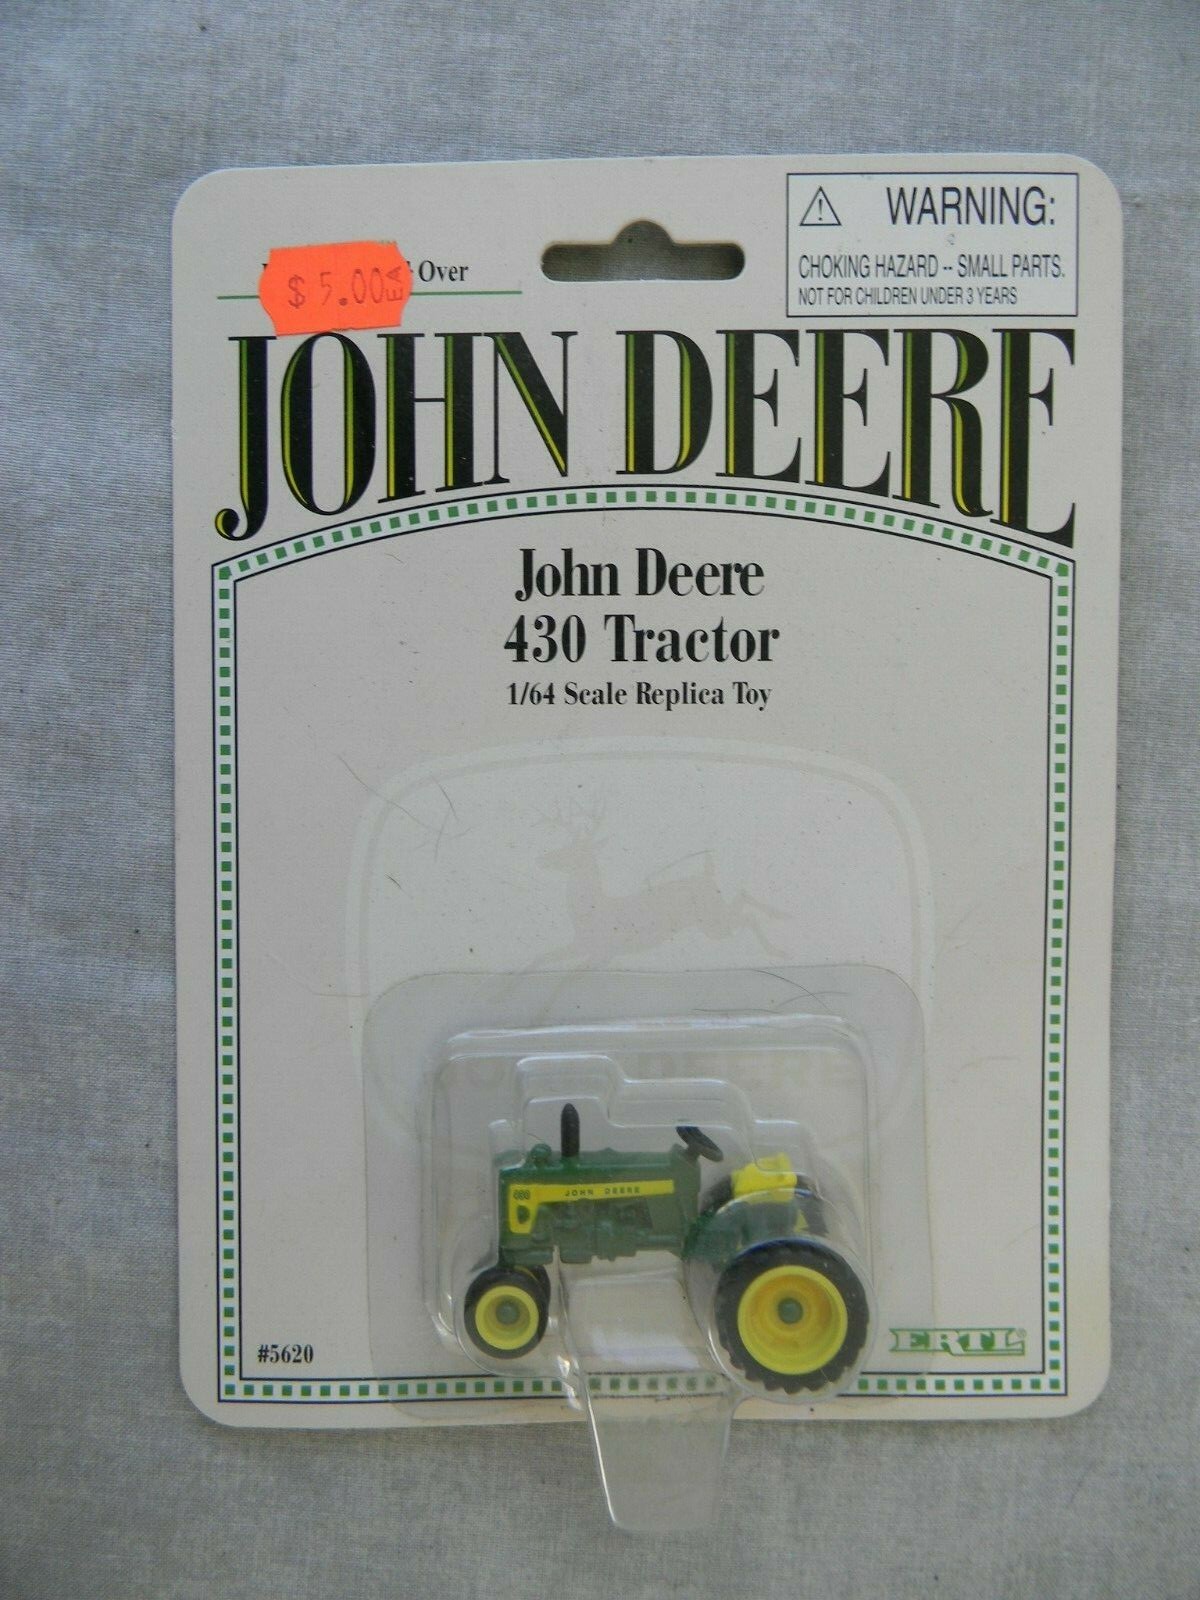 WARNING:
CHOKING HAZARD -- SMALL PARTS.
NOT FOR CHILDREN UNDER 3 YEARS
$5.00 EA
Over
JOHN DEERE
John Deere
430 Tractor
1/64 Scale Replica Toy
JOHN DEERE
#5620
ERTL®